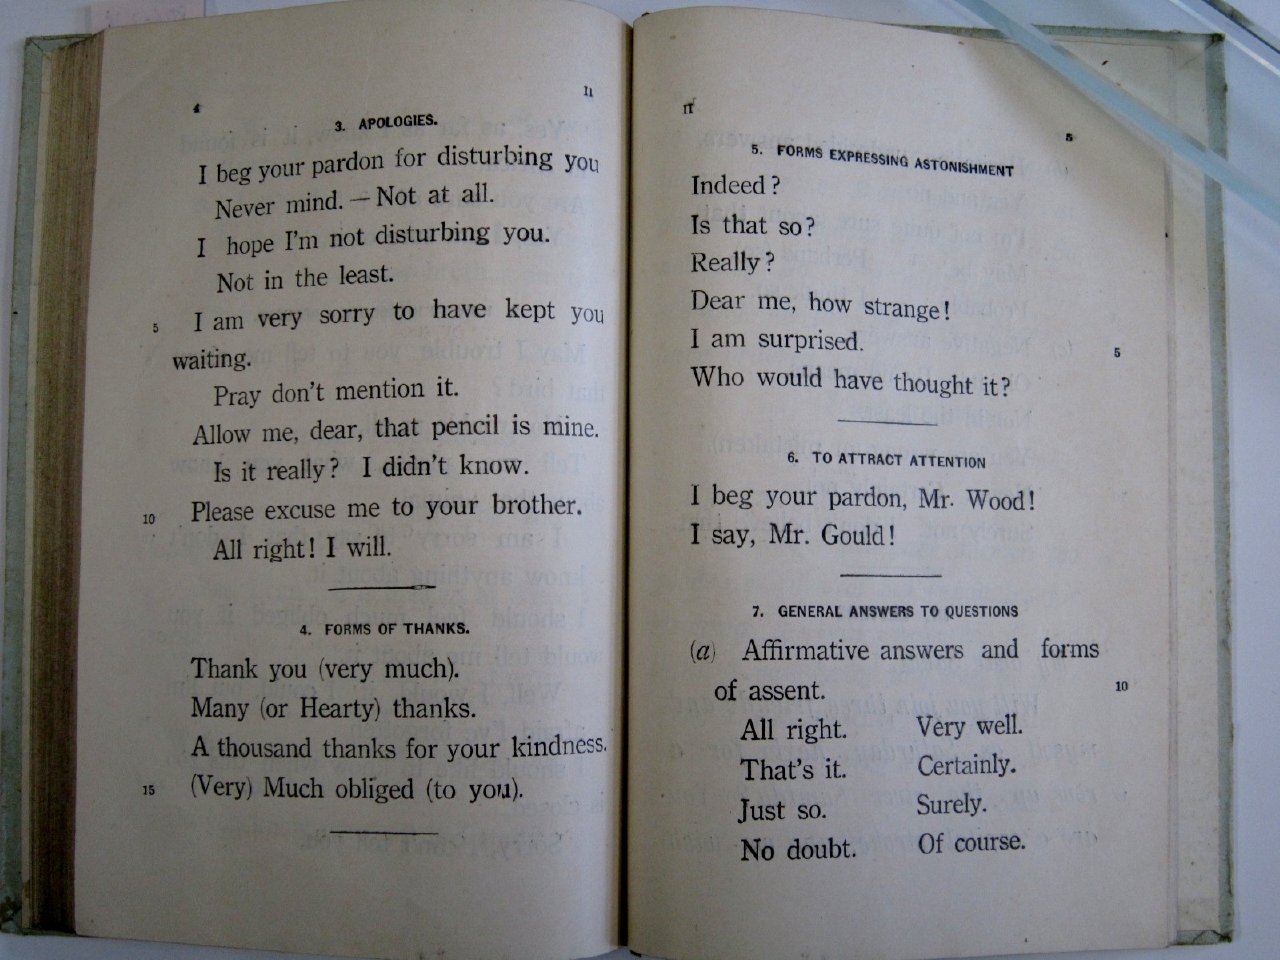 4
II
3. APOLOGIES.
I beg your pardon for disturbing you
Never mind. — Not at all.
I hope I'm not disturbing you.
Not in the least.
5 I am very sorry to have kept you
waiting.
Pray don't mention it.
Allow me, dear, that pencil is mine.
Is it really? I didn't know.
10 Please excuse me to your brother.
All right! I will.
4. FORMS OF THANKS.
Thank you (very much).
Many (or Hearty) thanks.
A thousand thanks for your kindness.
15 (Very) Much obliged (to you).
II
5
5. FORMS EXPRESSING ASTONISHMENT
Indeed?
Is that so?
Really?
Dear me, how strange!
I am surprised. 5
Who would have thought it?
6. TO ATTRACT ATTENTION
I beg your pardon, Mr. Wood!
I say, Mr. Gould!
7. GENERAL ANSWERS TO QUESTIONS
(a) Affirmative answers and forms
of assent. 10
All right. Very well.
That's it. Certainly.
Just so. Surely.
No doubt. Of course.